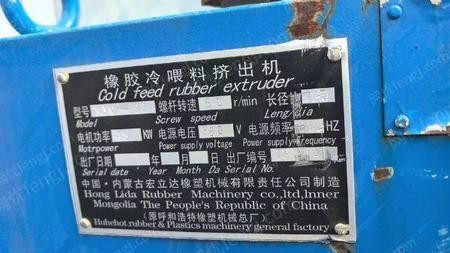 橡胶冷喂料挤出机
Cold feed rubber extruder
型号 螺杆转速 r/min 长径比
Model Screw speed Leng/dia
电机功率 KW 电源电压 V 电源频率 HZ
Motrpower Power supply voltage Power supply frequency
出厂日期 年 月 日 出厂编号
Serial date Year Month Da Serial No.
中国·内蒙古宏立达橡塑机械有限责任公司制造
Hong Lida Rubber Machinery co.,ltd,Inner
Mongolia The People's Republic of China
(原呼和浩特橡塑机械总厂)
Huhehot rubber & Plastics machinery general factory